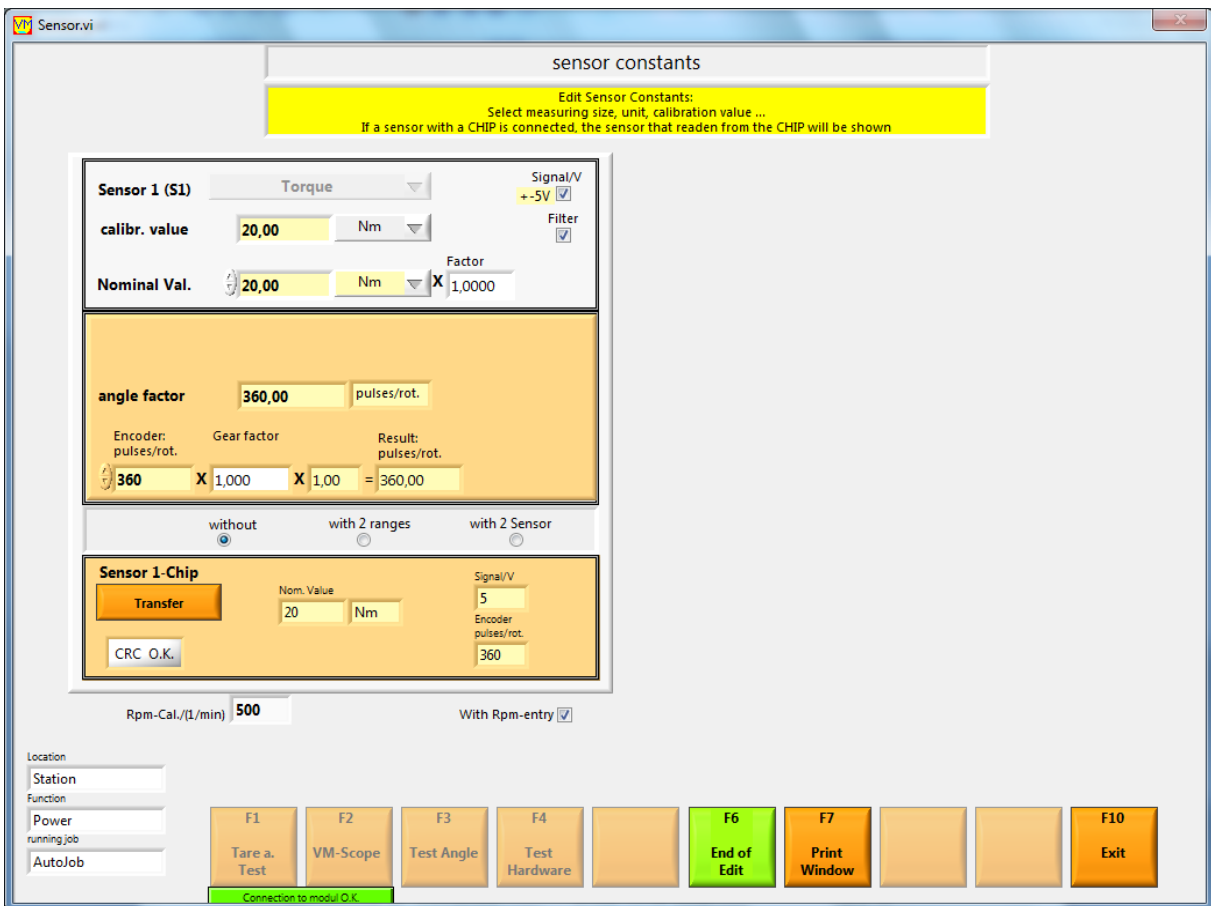 VM Sensor.vi
x
sensor constants
Edit Sensor Constants:
Select measuring size, unit, calibration value ...
If a sensor with a CHIP is connected, the sensor that readen from the CHIP will be shown
Sensor 1 (S1) Torque Signal/V
+-5V
calibr. value 20,00 Nm Filter
Factor
Nominal Val. 20,00 Nm X 1,0000
angle factor 360,00 pulses/rot.
Encoder: Gear factor Result:
pulses/rot. pulses/rot.
360 X 1,000 X 1,00 = 360,00
without with 2 ranges with 2 Sensor
Sensor 1-Chip
Transfer
Nom. Value
20 Nm
Signal/V
5
Encoder
pulses/rot.
360
CRC O.K.
Rpm-Cal./(1/min) 500 With Rpm-entry
Location
Station
Function
Power
running job
AutoJob
F1
Tare a.
Test
F2
VM-Scope
F3
Test Angle
F4
Test
Hardware
F6
End of
Edit
F7
Print
Window
F10
Exit
Connection to modul O.K.